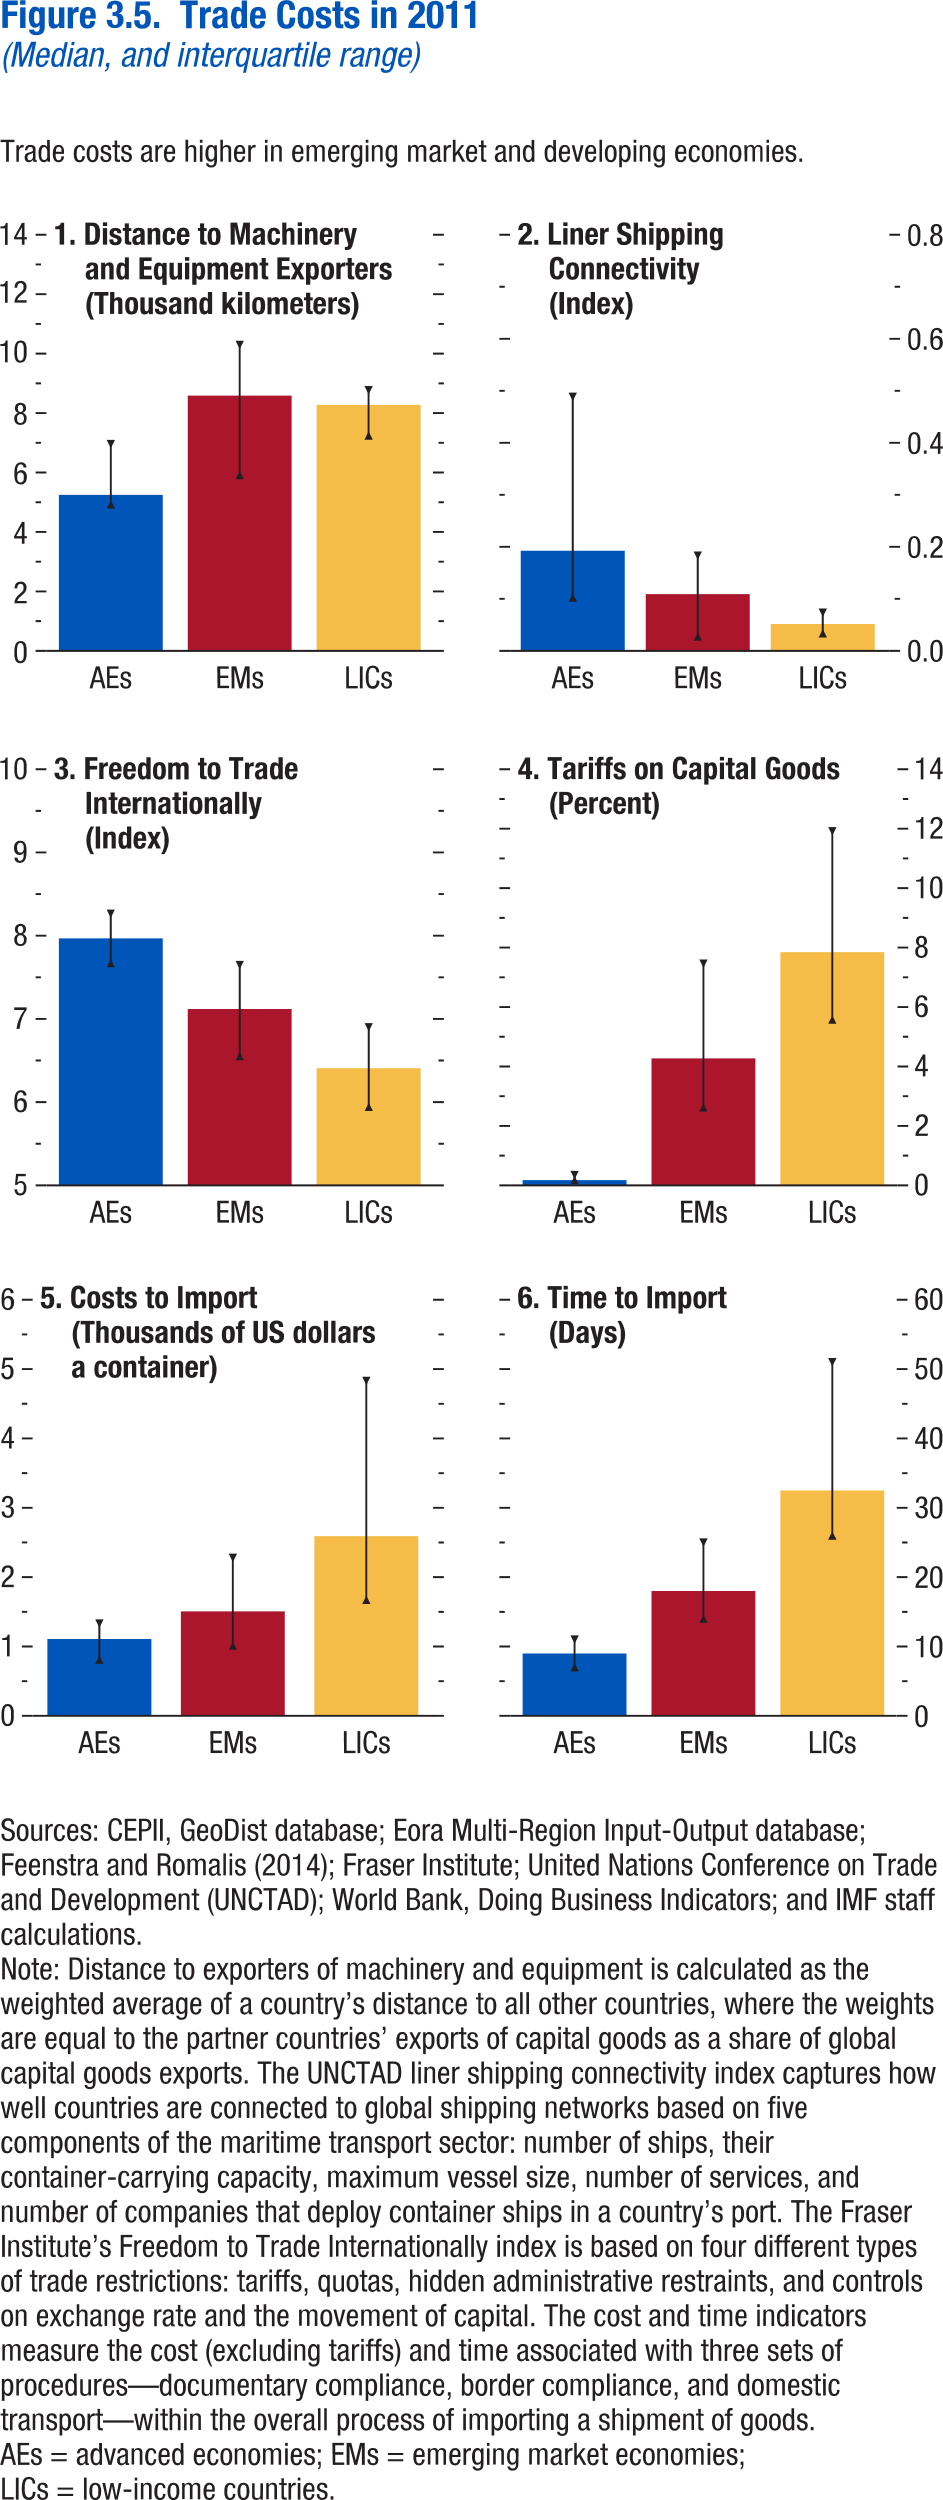 Figure 3.5. Trade Costs in 2011
(Median, and interquartile range)
Trade costs are higher in emerging market and developing economies.
1. Distance to Machinery
and Equipment Exporters
(Thousand kilometers)
14
12
10
8
6
4
2
0
AEs
EMs
LICs
2. Liner Shipping
Connectivity
(Index)
0.8
0.6
0.4
0.2
0.0
AEs
EMs
LICs
3. Freedom to Trade
Internationally
(Index)
10
9
8
7
6
5
AEs
EMs
LICs
4. Tariffs on Capital Goods
(Percent)
14
12
10
8
6
4
2
0
AEs
EMs
LICs
5. Costs to Import
(Thousands of US dollars
a container)
6
5
4
3
2
1
0
AEs
EMs
LICs
6. Time to Import
(Days)
60
50
40
30
20
10
0
AEs
EMs
LICs
Sources: CEPII, GeoDist database; Eora Multi-Region Input-Output database;
Feenstra and Romalis (2014); Fraser Institute; United Nations Conference on Trade
and Development (UNCTAD); World Bank, Doing Business Indicators; and IMF staff
calculations.
Note: Distance to exporters of machinery and equipment is calculated as the
weighted average of a country’s distance to all other countries, where the weights
are equal to the partner countries’ exports of capital goods as a share of global
capital goods exports. The UNCTAD liner shipping connectivity index captures how
well countries are connected to global shipping networks based on five
components of the maritime transport sector: number of ships, their
container-carrying capacity, maximum vessel size, number of services, and
number of companies that deploy container ships in a country’s port. The Fraser
Institute’s Freedom to Trade Internationally index is based on four different types
of trade restrictions: tariffs, quotas, hidden administrative restraints, and controls
on exchange rate and the movement of capital. The cost and time indicators
measure the cost (excluding tariffs) and time associated with three sets of
procedures—documentary compliance, border compliance, and domestic
transport—within the overall process of importing a shipment of goods.
AEs = advanced economies; EMs = emerging market economies;
LICs = low-income countries.